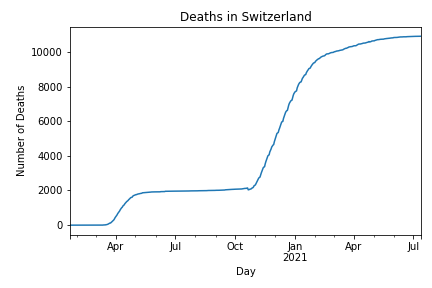 Deaths in Switzerland
Number of Deaths
10000
8000
6000
4000
2000
0
Apr Jul Oct Jan Apr Jul
2021
Day